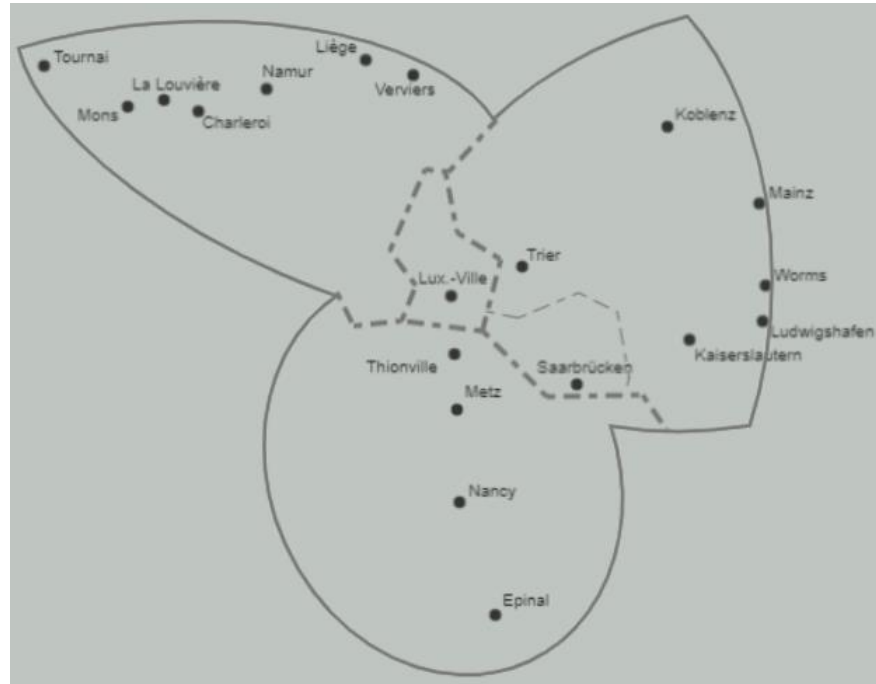 Tournai
Liège
La Louvière
Namur
Verviers
Mons
Charleroi
Koblenz
Mainz
Trier
Lux.-Ville
Worms
Ludwigshafen
Kaiserslautern
Thionville
Saarbrücken
Metz
Nancy
Epinal